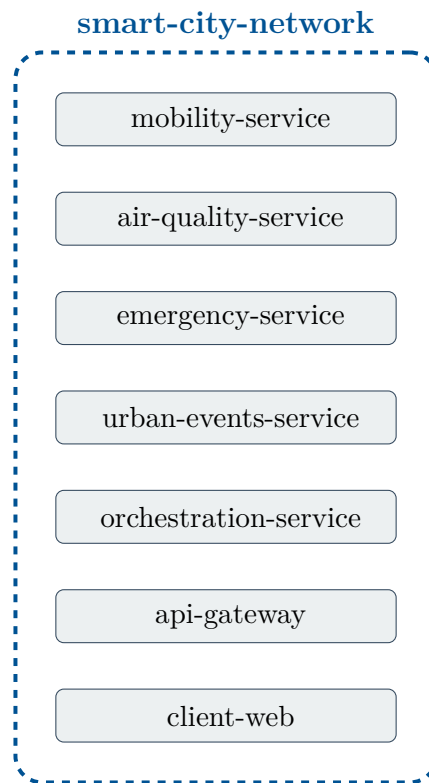 smart-city-network
mobility-service
air-quality-service
emergency-service
urban-events-service
orchestration-service
api-gateway
client-web